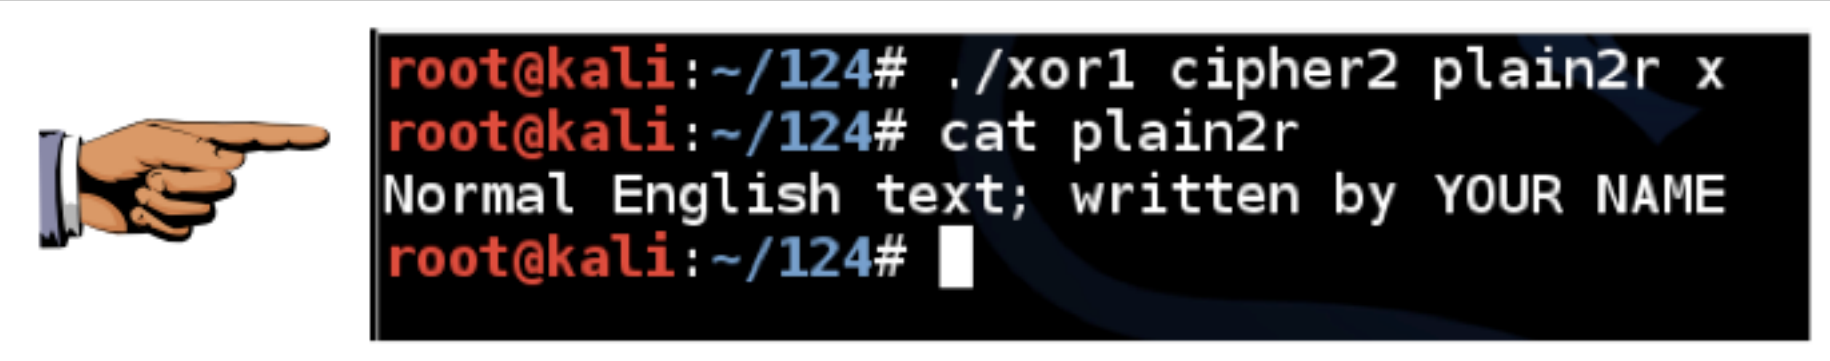 root@kali:~/124# ./xor1 cipher2 plain2r x
root@kali:~/124# cat plain2r
Normal English text; written by YOUR NAME
root@kali:~/124#